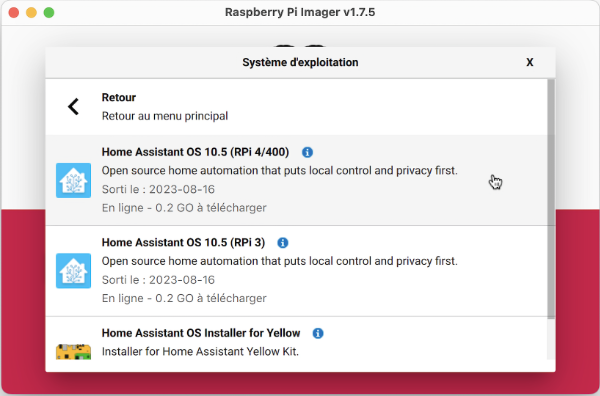 Raspberry Pi Imager v1.7.5
Système d'exploitation
X
Retour
Retour au menu principal
Home Assistant OS 10.5 (RPi 4/400)
Open source home automation that puts local control and privacy first.
Sorti le : 2023-08-16
En ligne - 0.2 GO à télécharger
Home Assistant OS 10.5 (RPi 3)
Open source home automation that puts local control and privacy first.
Sorti le : 2023-08-16
En ligne - 0.2 GO à télécharger
Home Assistant OS Installer for Yellow
Installer for Home Assistant Yellow Kit.